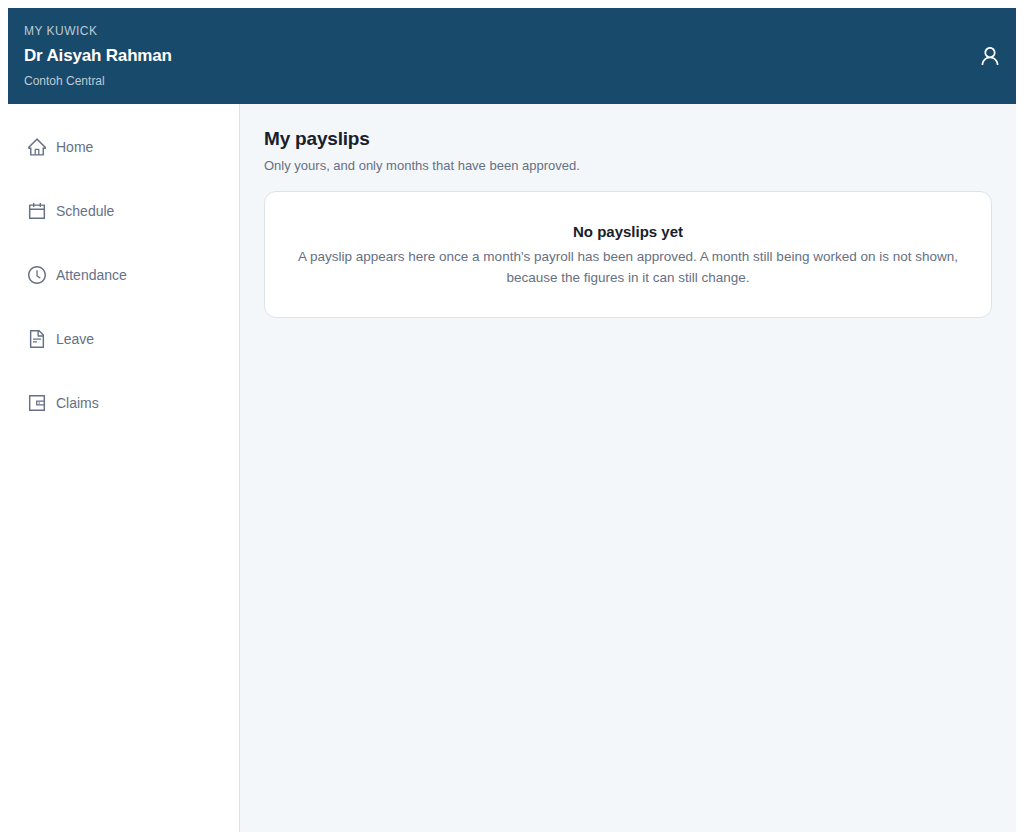 MY KUWICK
Dr Aisyah Rahman
Contoh Central
Home
Schedule
Attendance
Leave
Claims
My payslips
Only yours, and only months that have been approved.
No payslips yet
A payslip appears here once a month's payroll has been approved. A month still being worked on is not shown,
because the figures in it can still change.